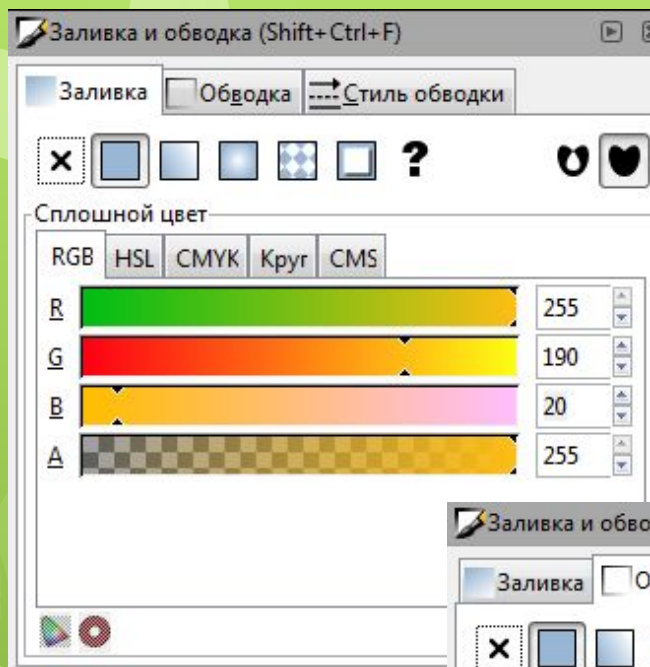 Заливка и обводка (Shift+Ctrl+F)
Заливка Обводка Стиль обводки
?
Сплошной цвет
RGB HSL CMYK Круг CMS
R 255
G 190
B 20
A 255
Заливка и обво
Заливка О